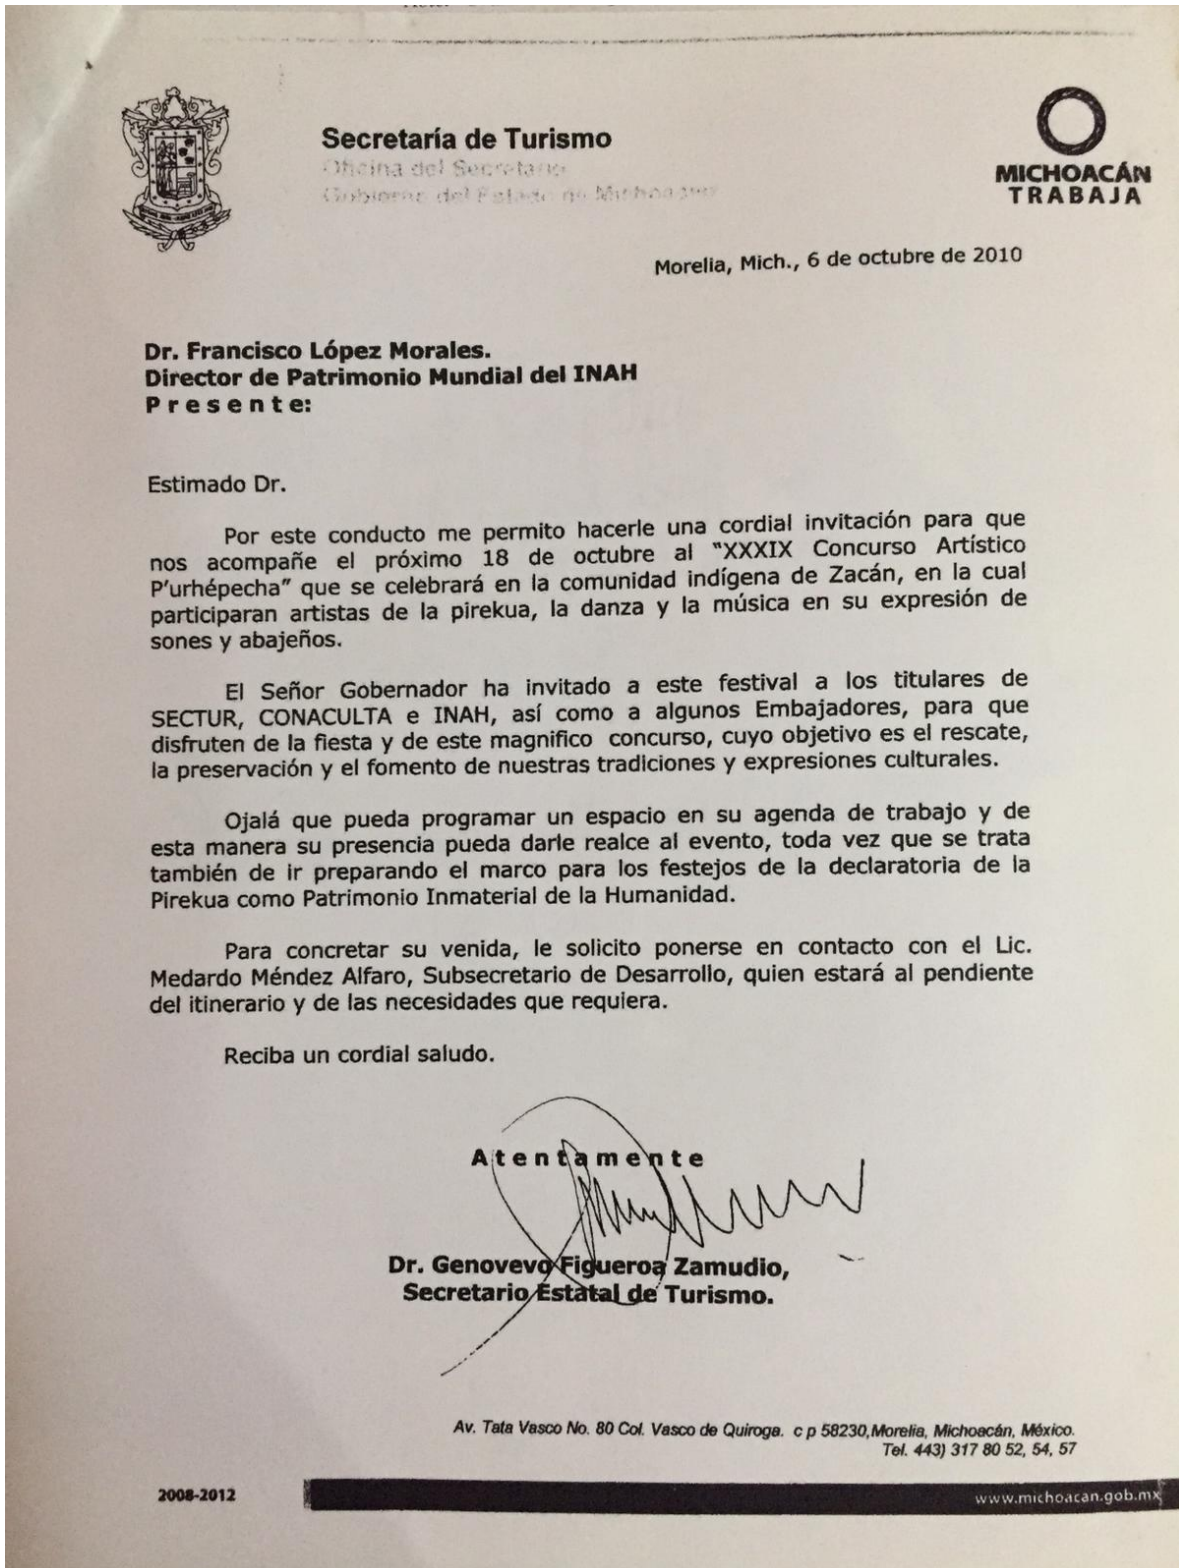 Secretaría de Turismo
Oficina del Secretario
Gobierno del Estado de Michoacán
MICHOACÁN
TRABAJA
Morelia, Mich., 6 de octubre de 2010
Dr. Francisco López Morales.
Director de Patrimonio Mundial del INAH
P r e s e n t e:
Estimado Dr.
Por este conducto me permito hacerle una cordial invitación para que
nos acompañe el próximo 18 de octubre al "XXXIX Concurso Artístico
P'urhépecha" que se celebrará en la comunidad indígena de Zacán, en la cual
participaran artistas de la pirekua, la danza y la música en su expresión de
sones y abajeños.
El Señor Gobernador ha invitado a este festival a los titulares de
SECTUR, CONACULTA e INAH, así como a algunos Embajadores, para que
disfruten de la fiesta y de este magnifico concurso, cuyo objetivo es el rescate,
la preservación y el fomento de nuestras tradiciones y expresiones culturales.
Ojalá que pueda programar un espacio en su agenda de trabajo y de
esta manera su presencia pueda darle realce al evento, toda vez que se trata
también de ir preparando el marco para los festejos de la declaratoria de la
Pirekua como Patrimonio Inmaterial de la Humanidad.
Para concretar su venida, le solicito ponerse en contacto con el Lic.
Medardo Méndez Alfaro, Subsecretario de Desarrollo, quien estará al pendiente
del itinerario y de las necesidades que requiera.
Reciba un cordial saludo.
A t e n t a m e n t e
Dr. Genovevo Figueroa Zamudio,
Secretario Estatal de Turismo.
Av. Tata Vasco No. 80 Col. Vasco de Quiroga. c p 58230,Morelia, Michoacán, México.
Tel. 443) 317 80 52, 54, 57
2008-2012
www.michoacan.gob.mx